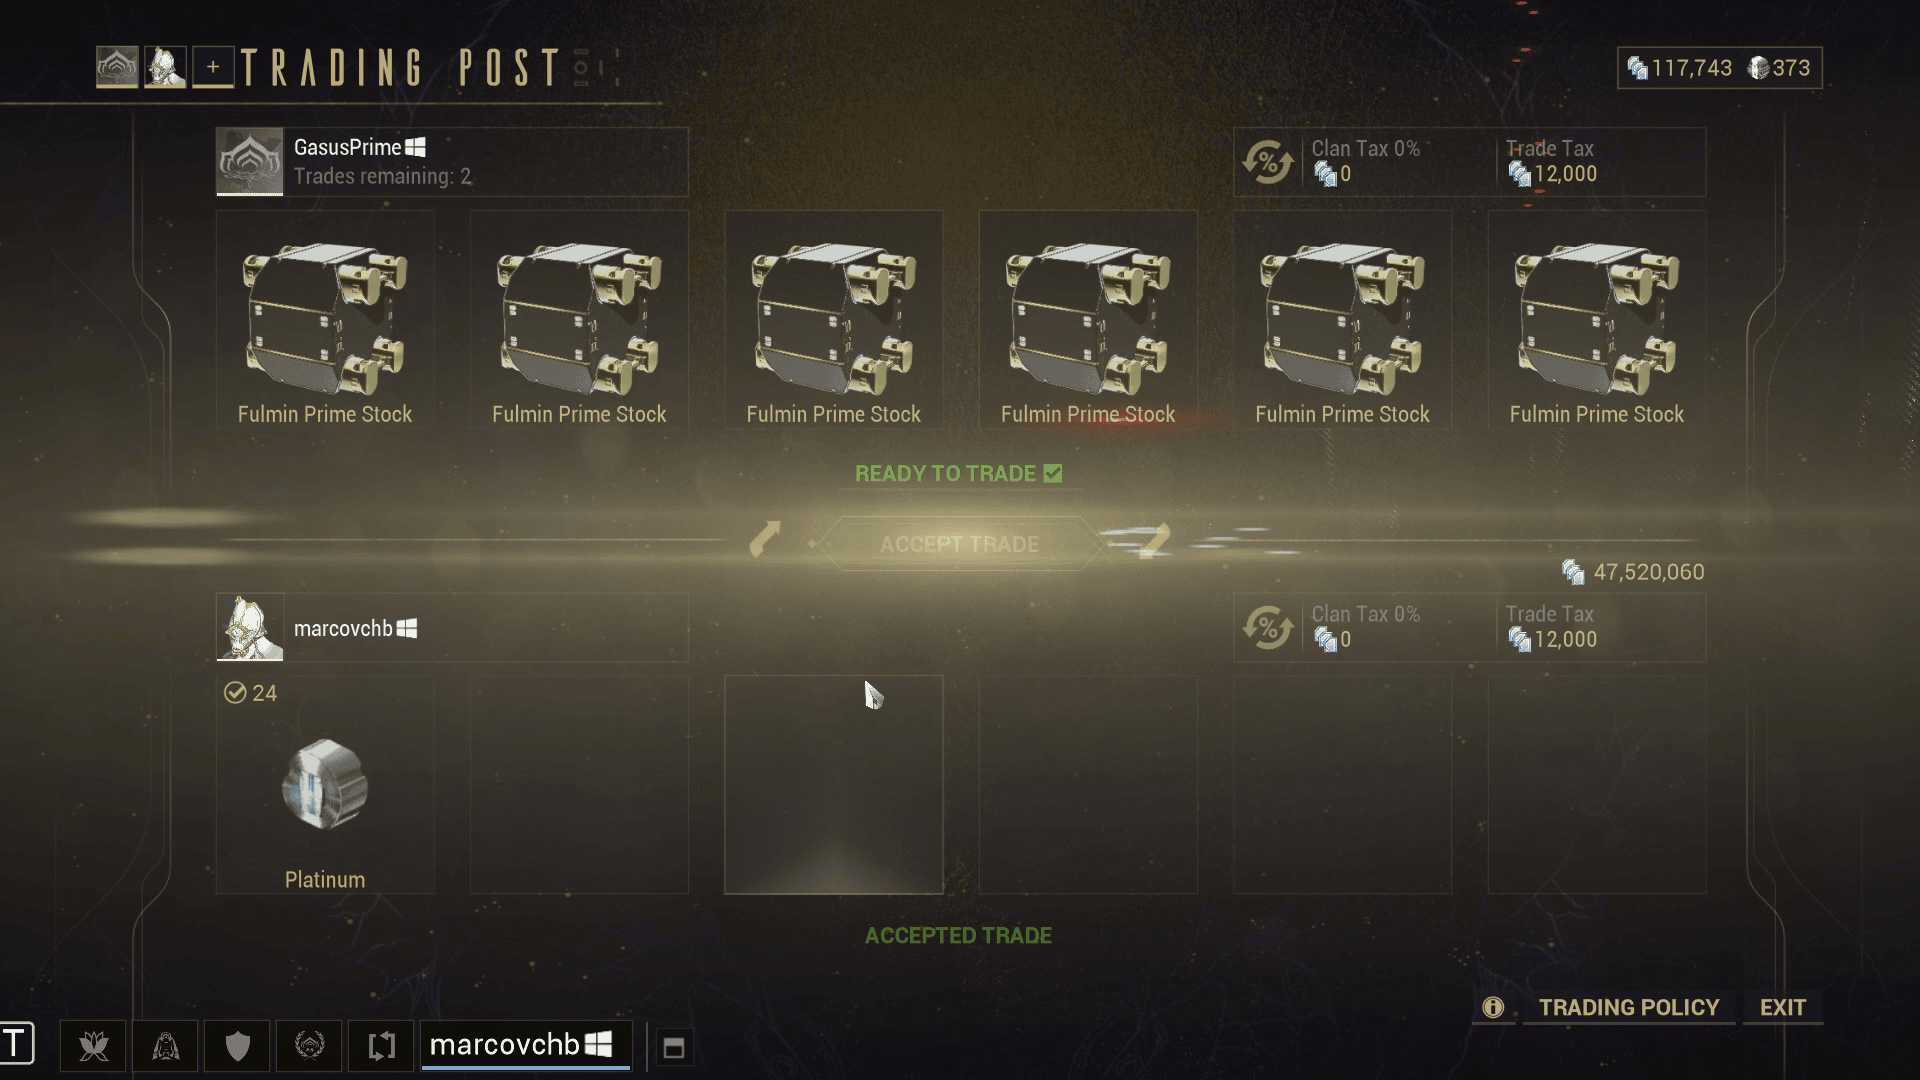 + TRADING POST
117,743 373
GasusPrime
Trades remaining: 2
Clan Tax 0%
0
Trade Tax
12,000
Fulmin Prime Stock
Fulmin Prime Stock
Fulmin Prime Stock
Fulmin Prime Stock
Fulmin Prime Stock
Fulmin Prime Stock
READY TO TRADE
ACCEPT TRADE
47,520,060
marcovchb
Clan Tax 0%
0
Trade Tax
12,000
24
Platinum
ACCEPTED TRADE
TRADING POLICY
EXIT
T
marcovchb